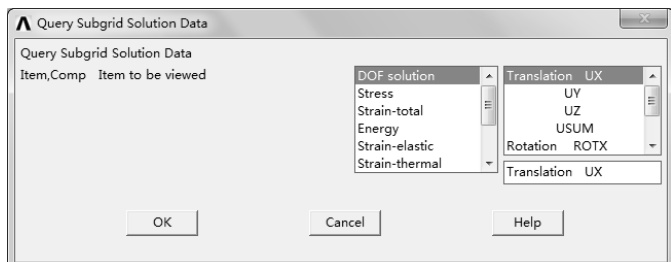 Query Subgrid Solution Data
Query Subgrid Solution Data
Item,Comp Item to be viewed
DOF solution
Stress
Strain-total
Energy
Strain-elastic
Strain-thermal
Translation UX
UY
UZ
USUM
Rotation ROTX
Translation UX
OK
Cancel
Help